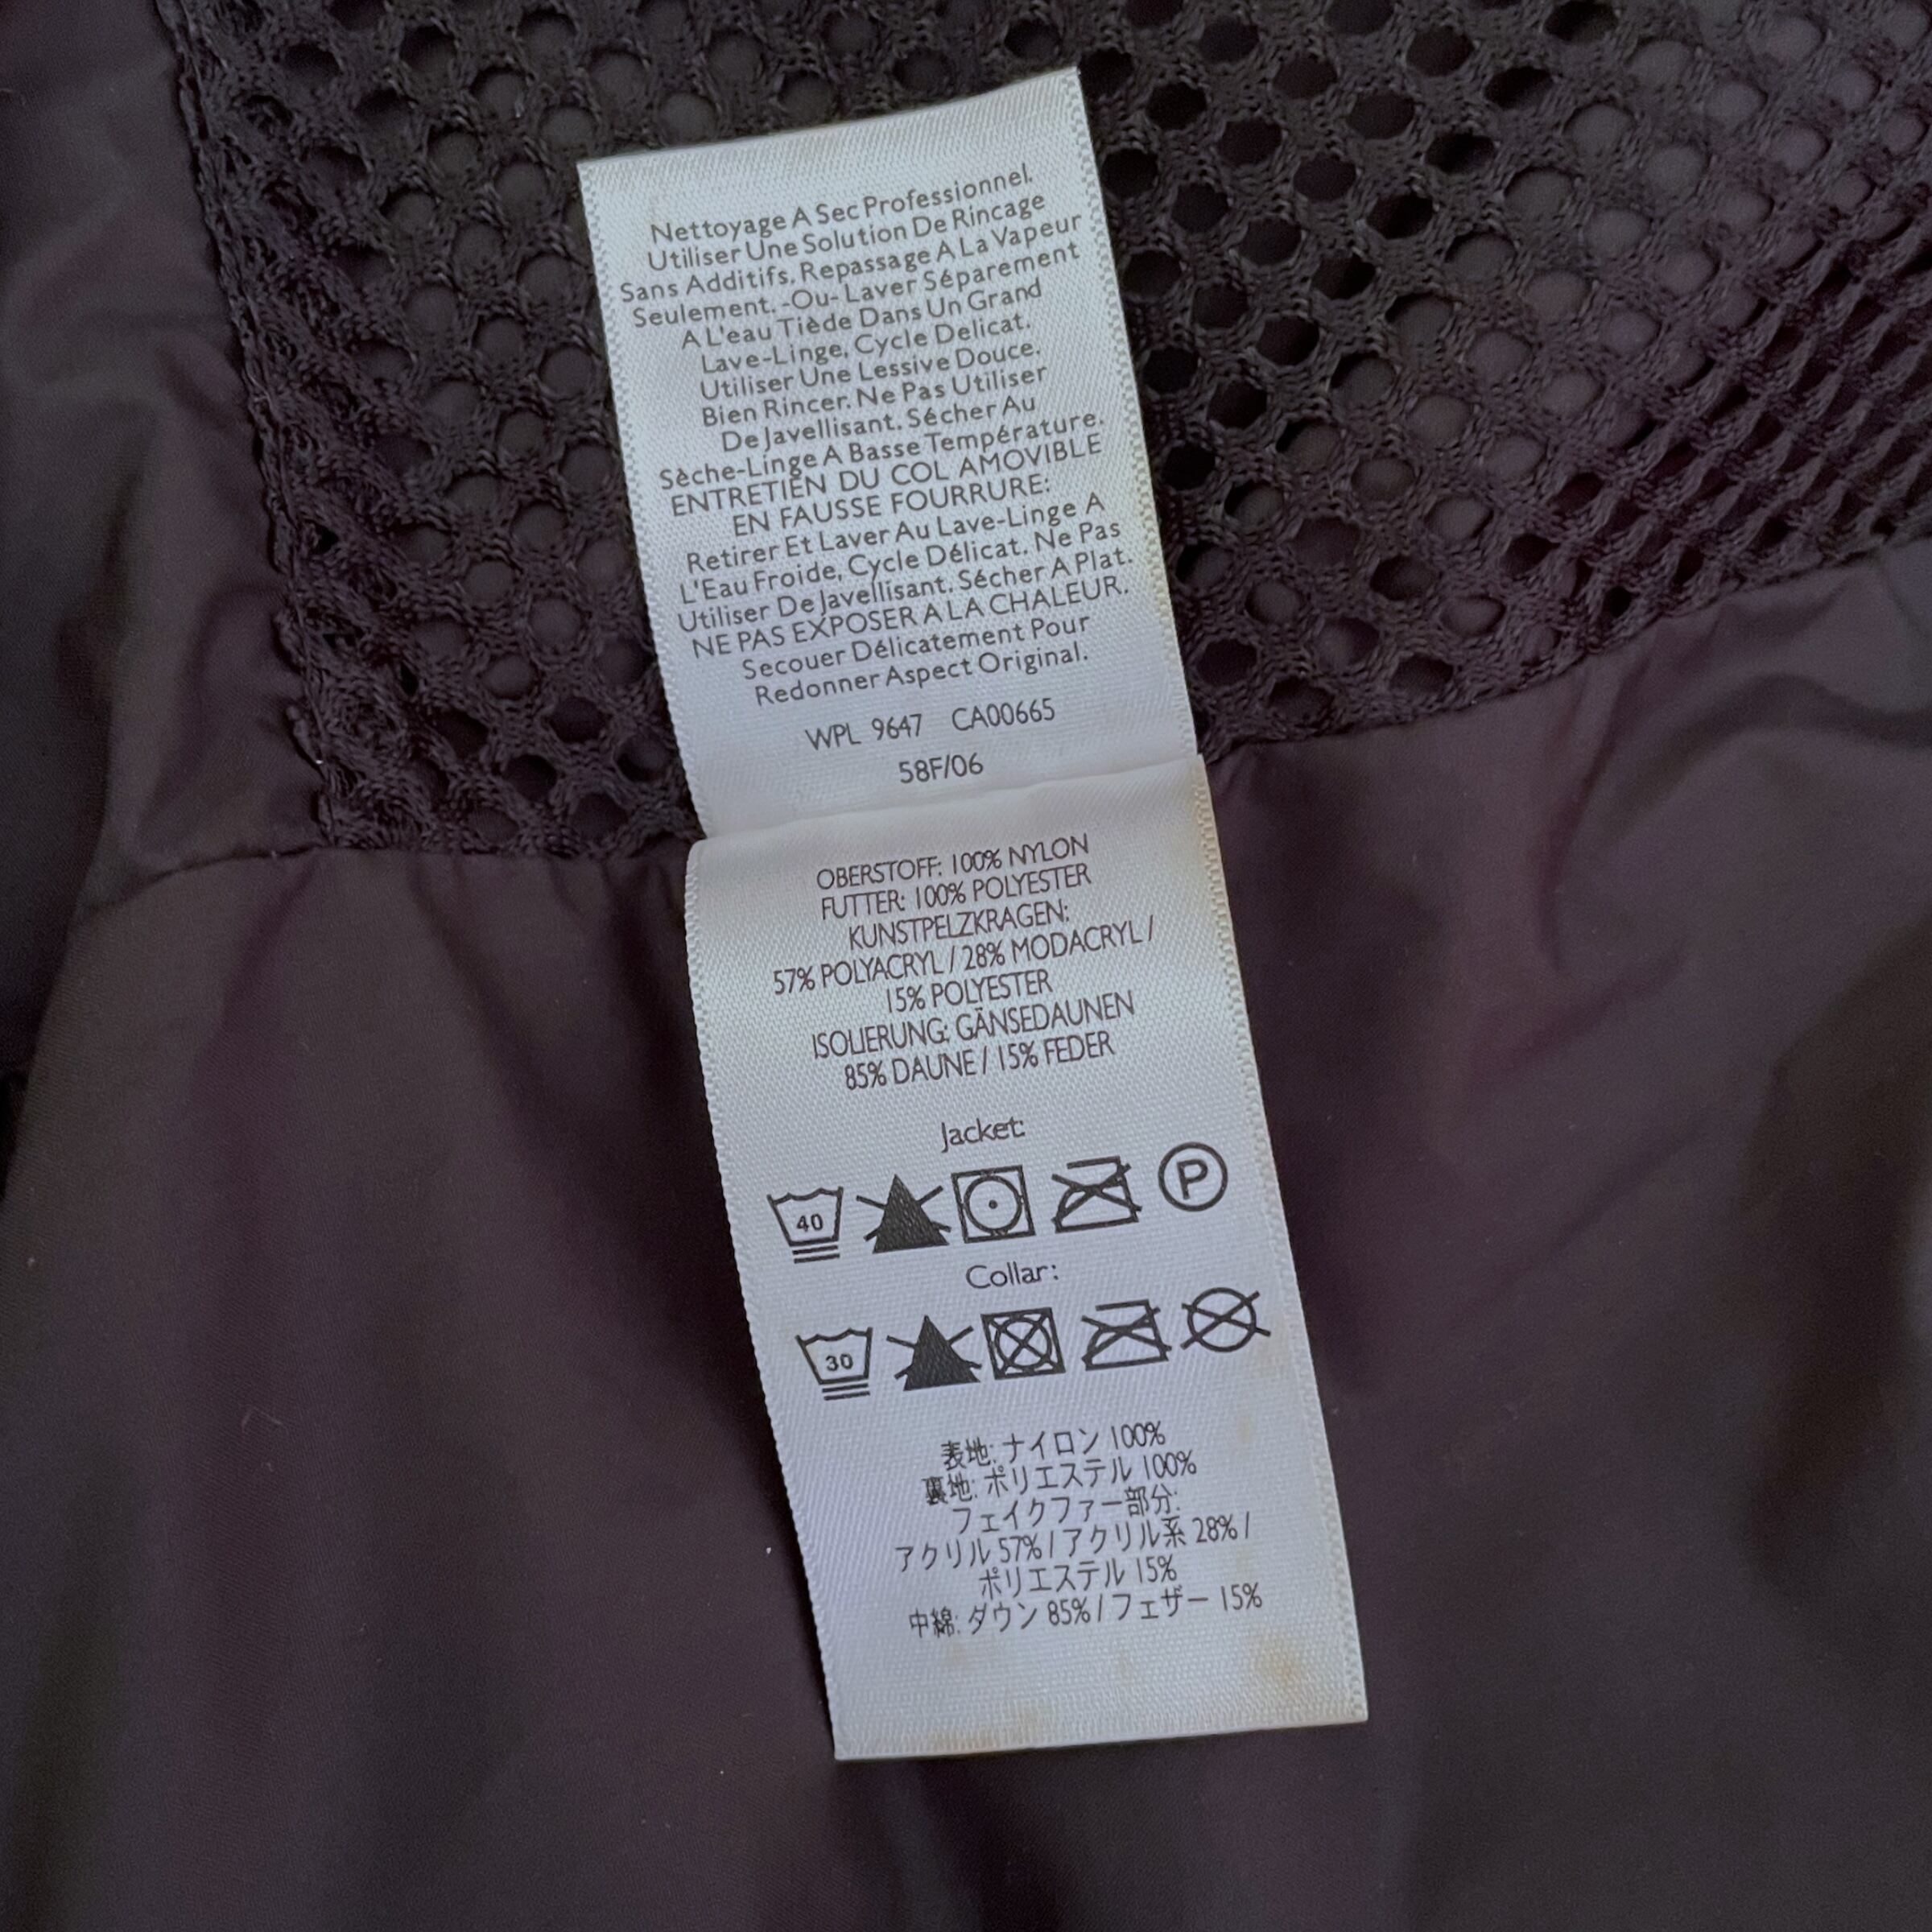 Nettoyage A Sec Professionnel.
Utiliser Une Solution De Rincage
Sans Additifs. Repassage A La Vapeur
Seulement. -Ou- Laver Séparement
A L'eau Tiède Dans Un Grand
Lave-Linge, Cycle Delicat.
Utiliser Une Lessive Douce.
Bien Rincer. Ne Pas Utiliser
De Javellisant. Sécher Au
Sèche-Linge A Basse Température.
ENTRETIEN DU COL AMOVIBLE
EN FAUSSE FOURRURE:
Retirer Et Laver Au Lave-Linge A
L'Eau Froide, Cycle Délicat. Ne Pas
Utiliser De Javellisant. Sécher A Plat.
NE PAS EXPOSER A LA CHALEUR.
Secouer Délicatement Pour
Redonner Aspect Original.
WPL 9647 CA00665
58F/06
OBERSTOFF: 100% NYLON
FUTTER: 100% POLYESTER
KUNSTPELZKRAGEN:
57% POLYACRYL / 28% MODACRYL /
15% POLYESTER
ISOLIERUNG: GÄNSEDAUNEN
85% DAUNE / 15% FEDER
Jacket:
40 P
Collar:
30
表地: ナイロン 100%
裏地: ポリエステル 100%
フェイクファー部分:
アクリル 57% / アクリル系 28% /
ポリエステル 15%
中綿: ダウン 85% / フェザー 15%